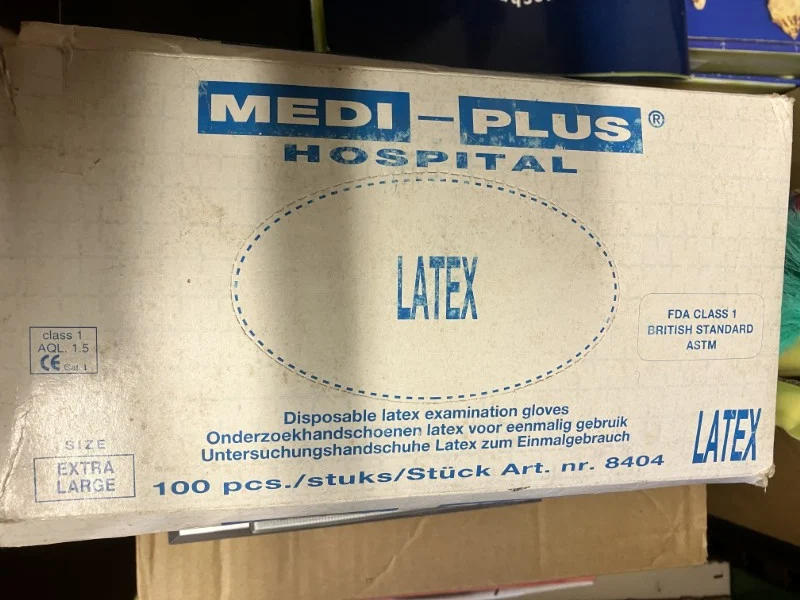 MEDI-PLUS®
HOSPITAL
LATEX
FDA CLASS 1
BRITISH STANDARD
ASTM
class 1
AQL. 1.5
CE Cat. I
Disposable latex examination gloves
Onderzoekhandschoenen latex voor eenmalig gebruik
Untersuchungshandschuhe Latex zum Einmalgebrauch
LATEX
SIZE
EXTRA
LARGE
100 pcs./stuks/Stück Art. nr. 8404